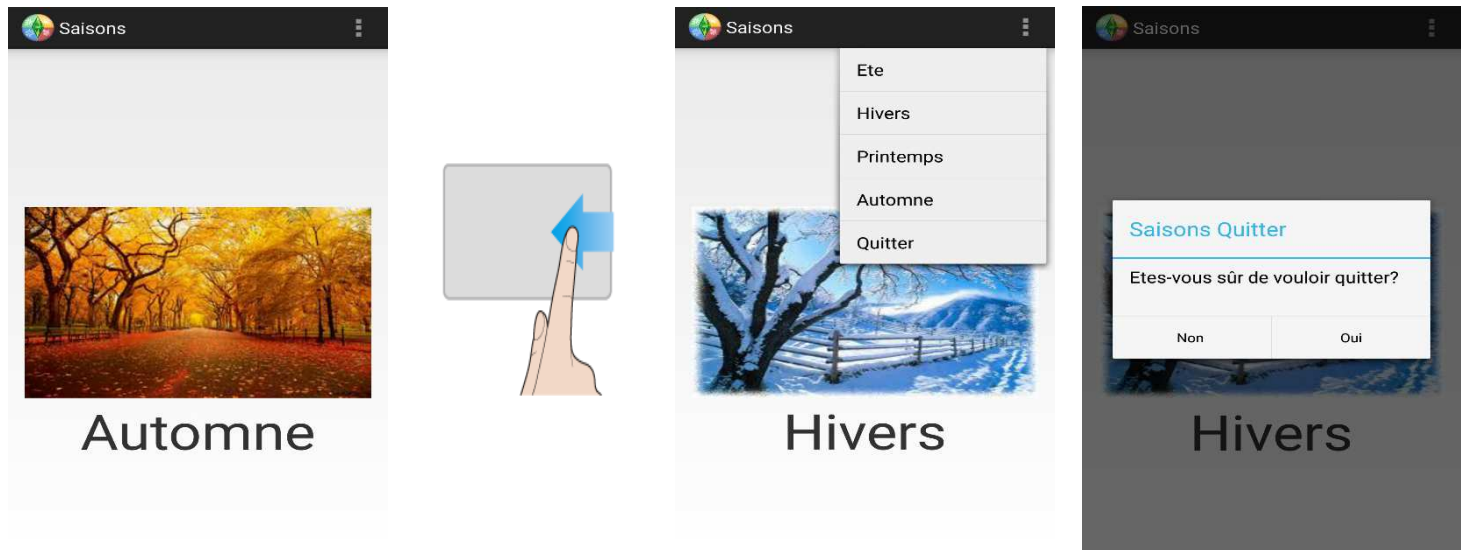 Saisons
Automne
Saisons
Ete
Hivers
Printemps
Automne
Quitter
Hivers
Saisons
Saisons Quitter
Etes-vous sûr de vouloir quitter?
Non
Oui
Hivers